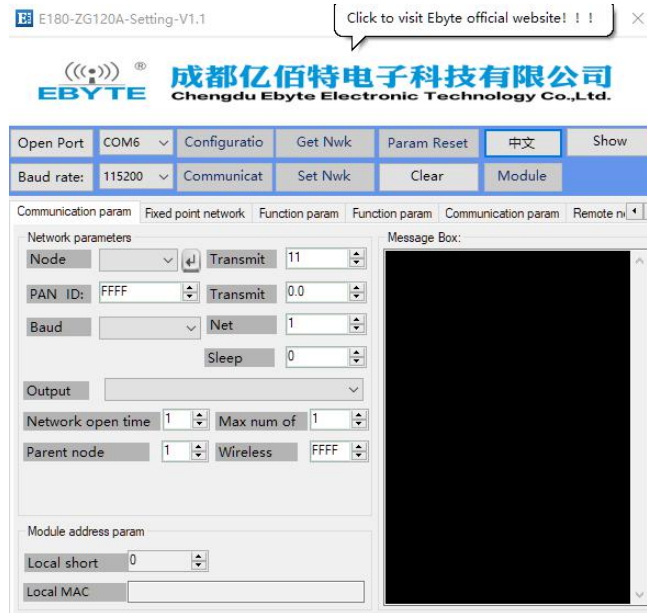 E180-ZG120A-Setting-V1.1
Click to visit Ebyte official website! ! !
EBYTE ®
成都亿佰特电子科技有限公司
Chengdu Ebyte Electronic Technology Co.,Ltd.
Open Port COM6 Configuratio Get Nwk Param Reset 中文 Show
Baud rate: 115200 Communicat Set Nwk Clear Module
Communication param Fixed point network Function param Function param Communication param Remote
Network parameters
Node Transmit 11
PAN ID: FFFF Transmit 0.0
Baud Net 1
Sleep 0
Output
Network open time 1 Max num of 1
Parent node 1 Wireless FFFF
Module address param
Local short 0
Local MAC
Message Box: